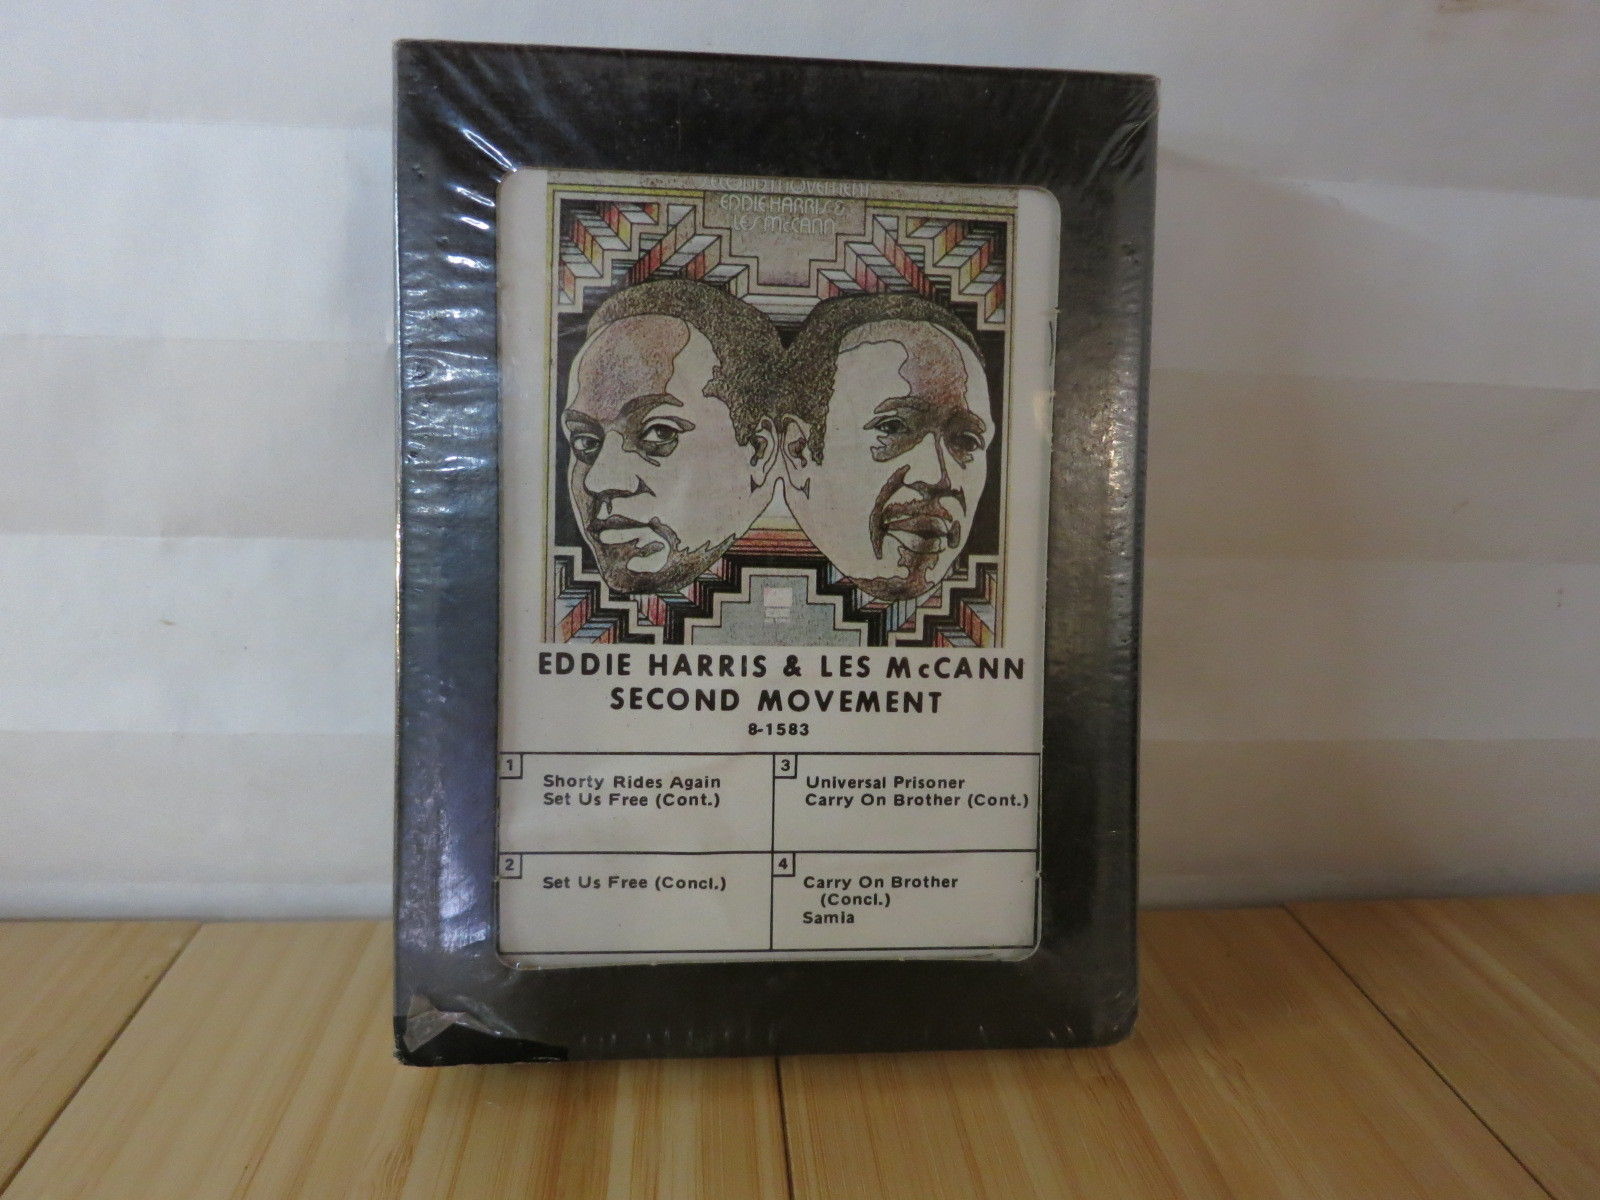 SECOND MOVEMENT
EDDIE HARRIS &
LES McCANN
EDDIE HARRIS & LES McCANN
SECOND MOVEMENT
8-1583
1
Shorty Rides Again
Set Us Free (Cont.)
2
Set Us Free (Concl.)
3
Universal Prisoner
Carry On Brother (Cont.)
4
Carry On Brother
(Concl.)
Samia